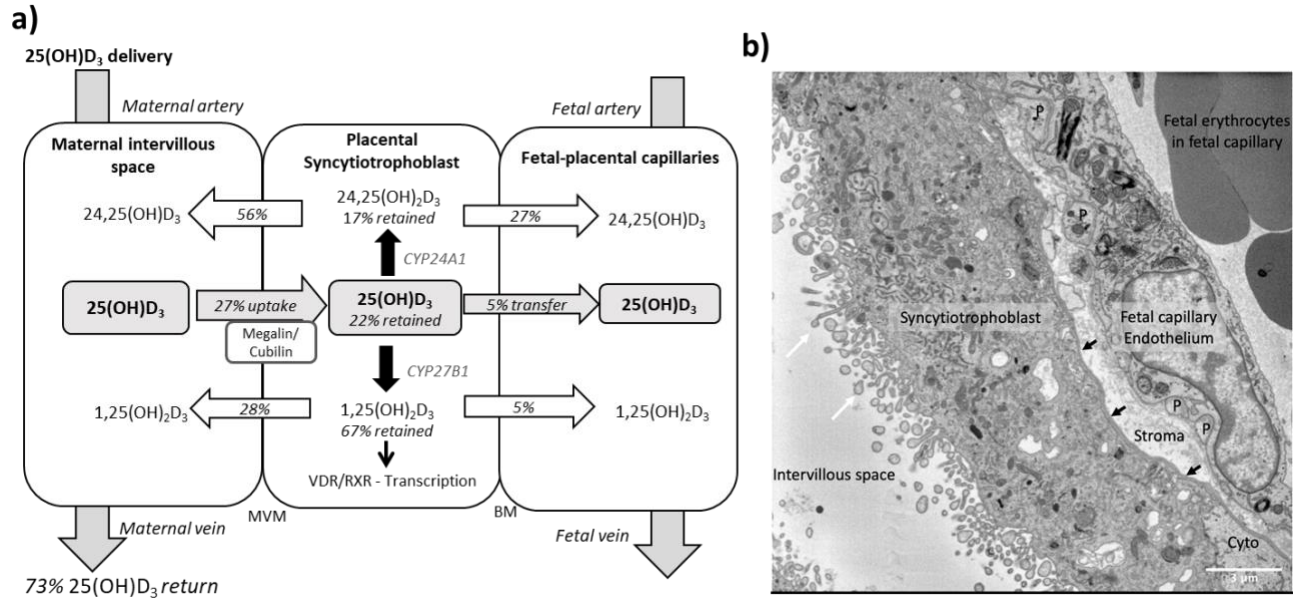 a)
25(OH)D₃ delivery
Maternal artery
Fetal artery
Maternal intervillous
space
Placental
Syncytiotrophoblast
Fetal-placental capillaries
24,25(OH)D₃
56%
24,25(OH)₂D₃
17% retained
27%
24,25(OH)D₃
CYP24A1
25(OH)D₃
27% uptake
25(OH)D₃
22% retained
5% transfer
25(OH)D₃
Megalin/
Cubilin
CYP27B1
1,25(OH)₂D₃
28%
1,25(OH)₂D₃
67% retained
5%
1,25(OH)₂D₃
VDR/RXR - Transcription
MVM
BM
Maternal vein
Fetal vein
73% 25(OH)D₃ return
b)
P
Fetal erythrocytes
in fetal capillary
P
Syncytiotrophoblast
Fetal capillary
Endothelium
P
P
Stroma
Intervillous space
Cyto
3 µm